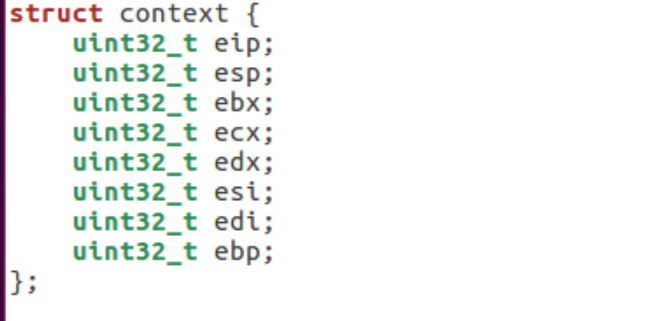 struct context {
    uint32_t eip;
    uint32_t esp;
    uint32_t ebx;
    uint32_t ecx;
    uint32_t edx;
    uint32_t esi;
    uint32_t edi;
    uint32_t ebp;
};